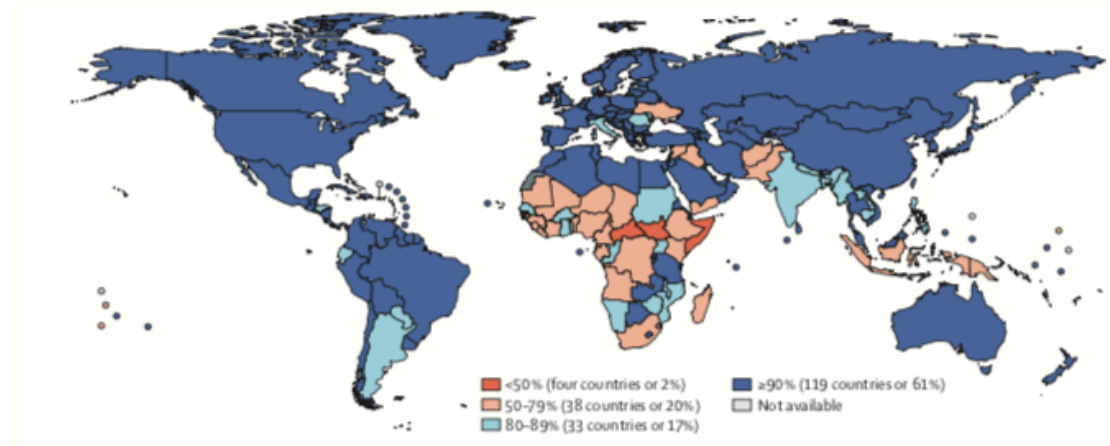 <50% (four countries or 2%)
50–79% (38 countries or 20%)
80–89% (33 countries or 17%)
≥90% (119 countries or 61%)
Not available